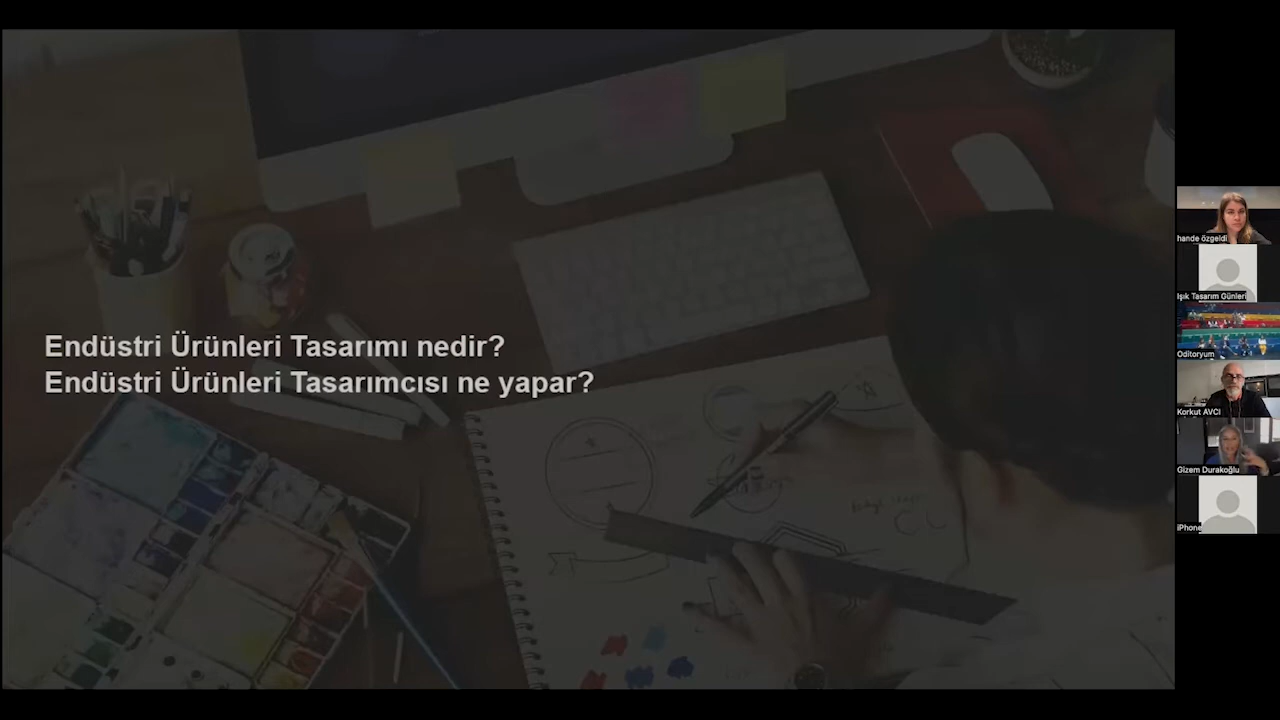 Endüstri Ürünleri Tasarımı nedir?
Endüstri Ürünleri Tasarımcısı ne yapar?
hande özgeldi
Işık Tasarım Günleri
Oditoryum
Korkut AVCI
Gizem Durakoğlu
iPhone